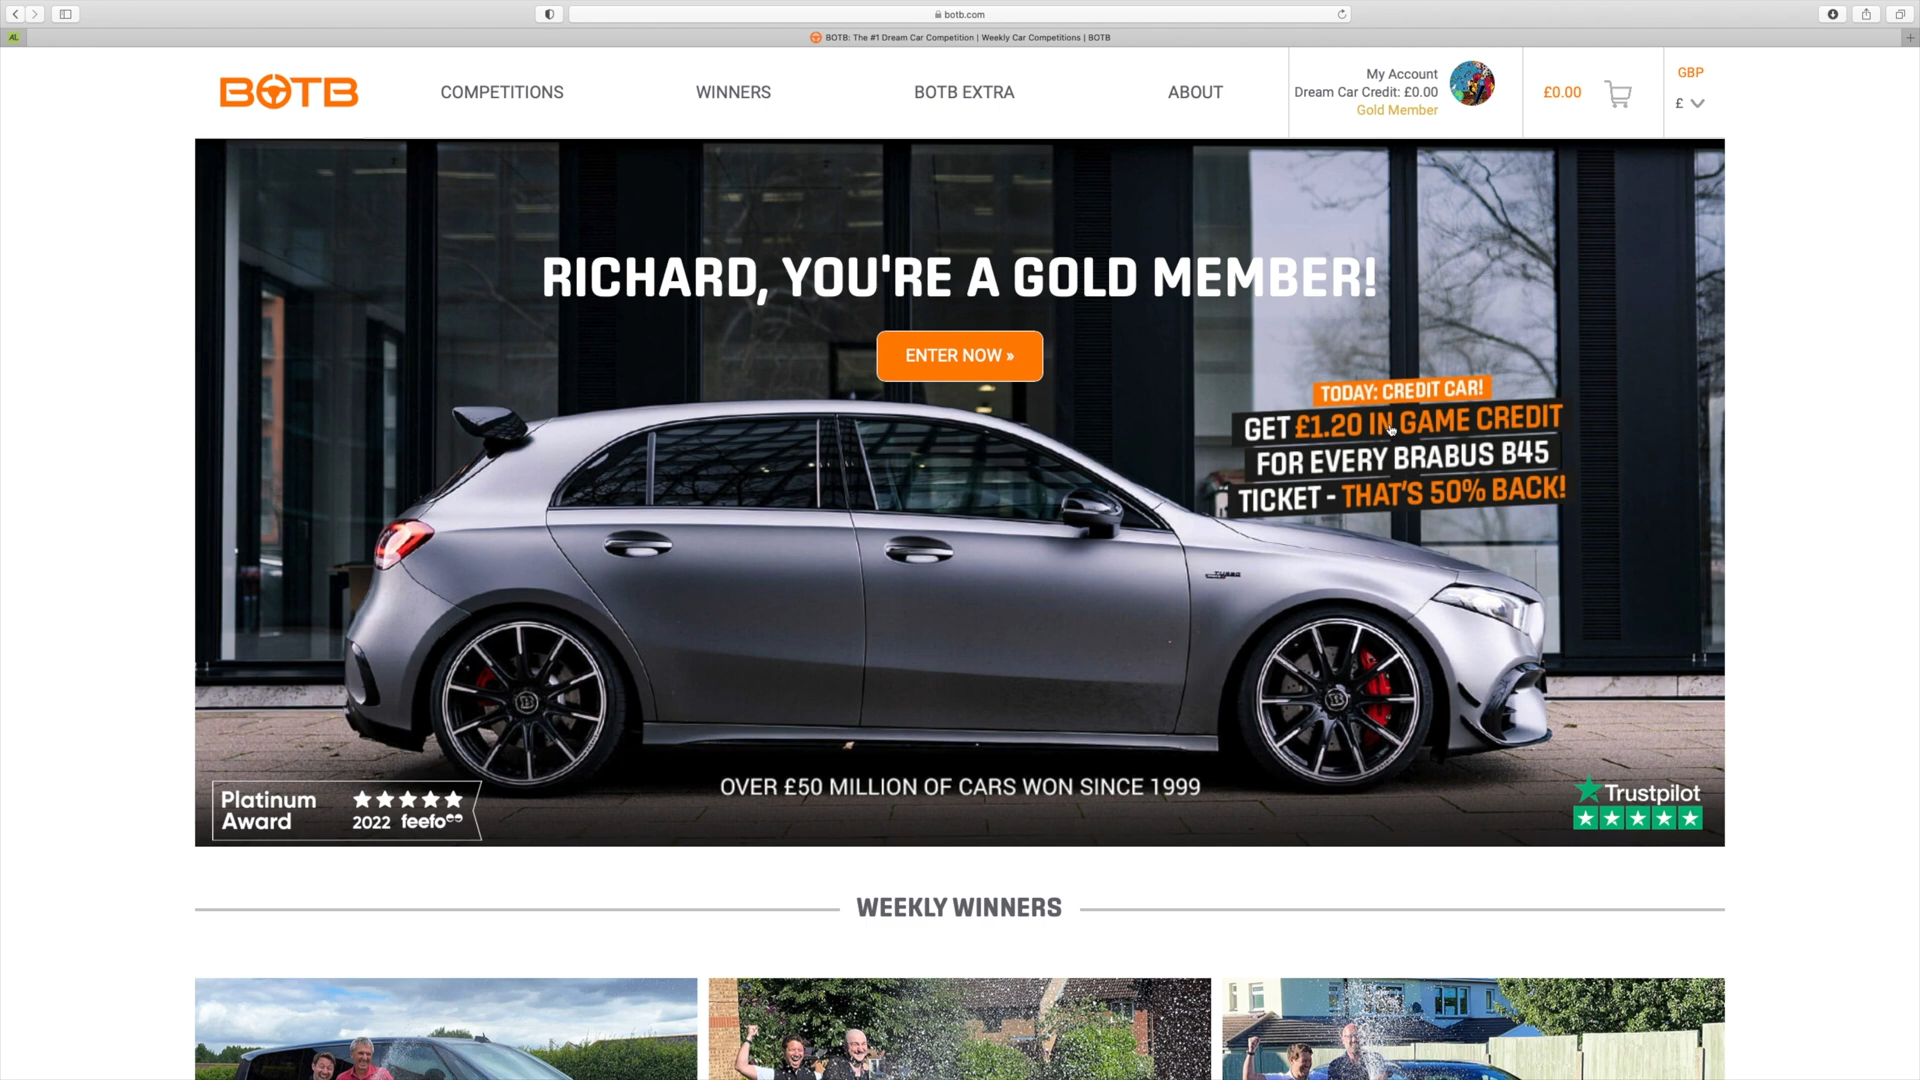 botb.com
AL
BOTB: The #1 Dream Car Competition | Weekly Car Competitions | BOTB
BOTB
COMPETITIONS
WINNERS
BOTB EXTRA
ABOUT
My Account
Dream Car Credit: £0.00
Gold Member
£0.00
GBP
£
RICHARD, YOU'RE A GOLD MEMBER!
ENTER NOW »
TODAY: CREDIT CAR!
GET £1.20 IN GAME CREDIT
FOR EVERY BRABUS B45
TICKET - THAT'S 50% BACK!
TURBO
B
B
OVER £50 MILLION OF CARS WON SINCE 1999
Platinum
Award
2022 feefo
Trustpilot
WEEKLY WINNERS